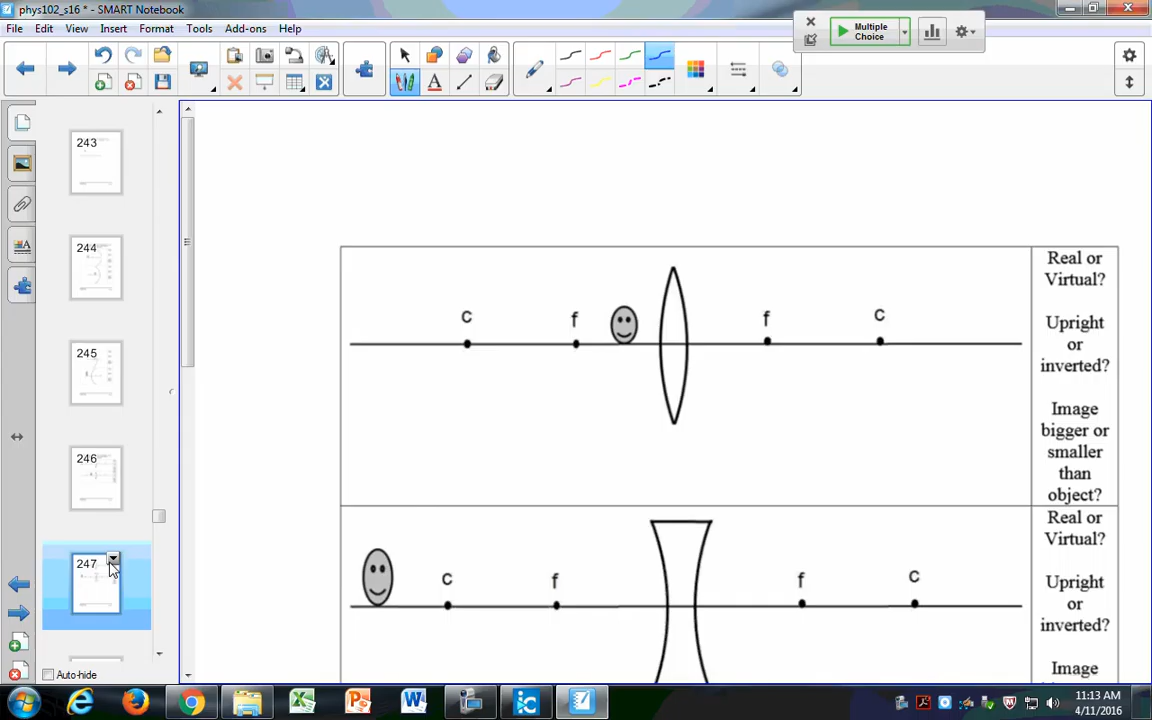 phys102_s16 * - SMART Notebook
File Edit View Insert Format Tools Add-ons Help
Multiple
Choice
A
243
244
245
246
247
Auto-hide
Real or
Virtual?
Upright
or
inverted?
Image
bigger or
smaller
than
object?
c f f c
Real or
Virtual?
Upright
or
inverted?
Image
c f f c
11:13 AM
4/11/2016